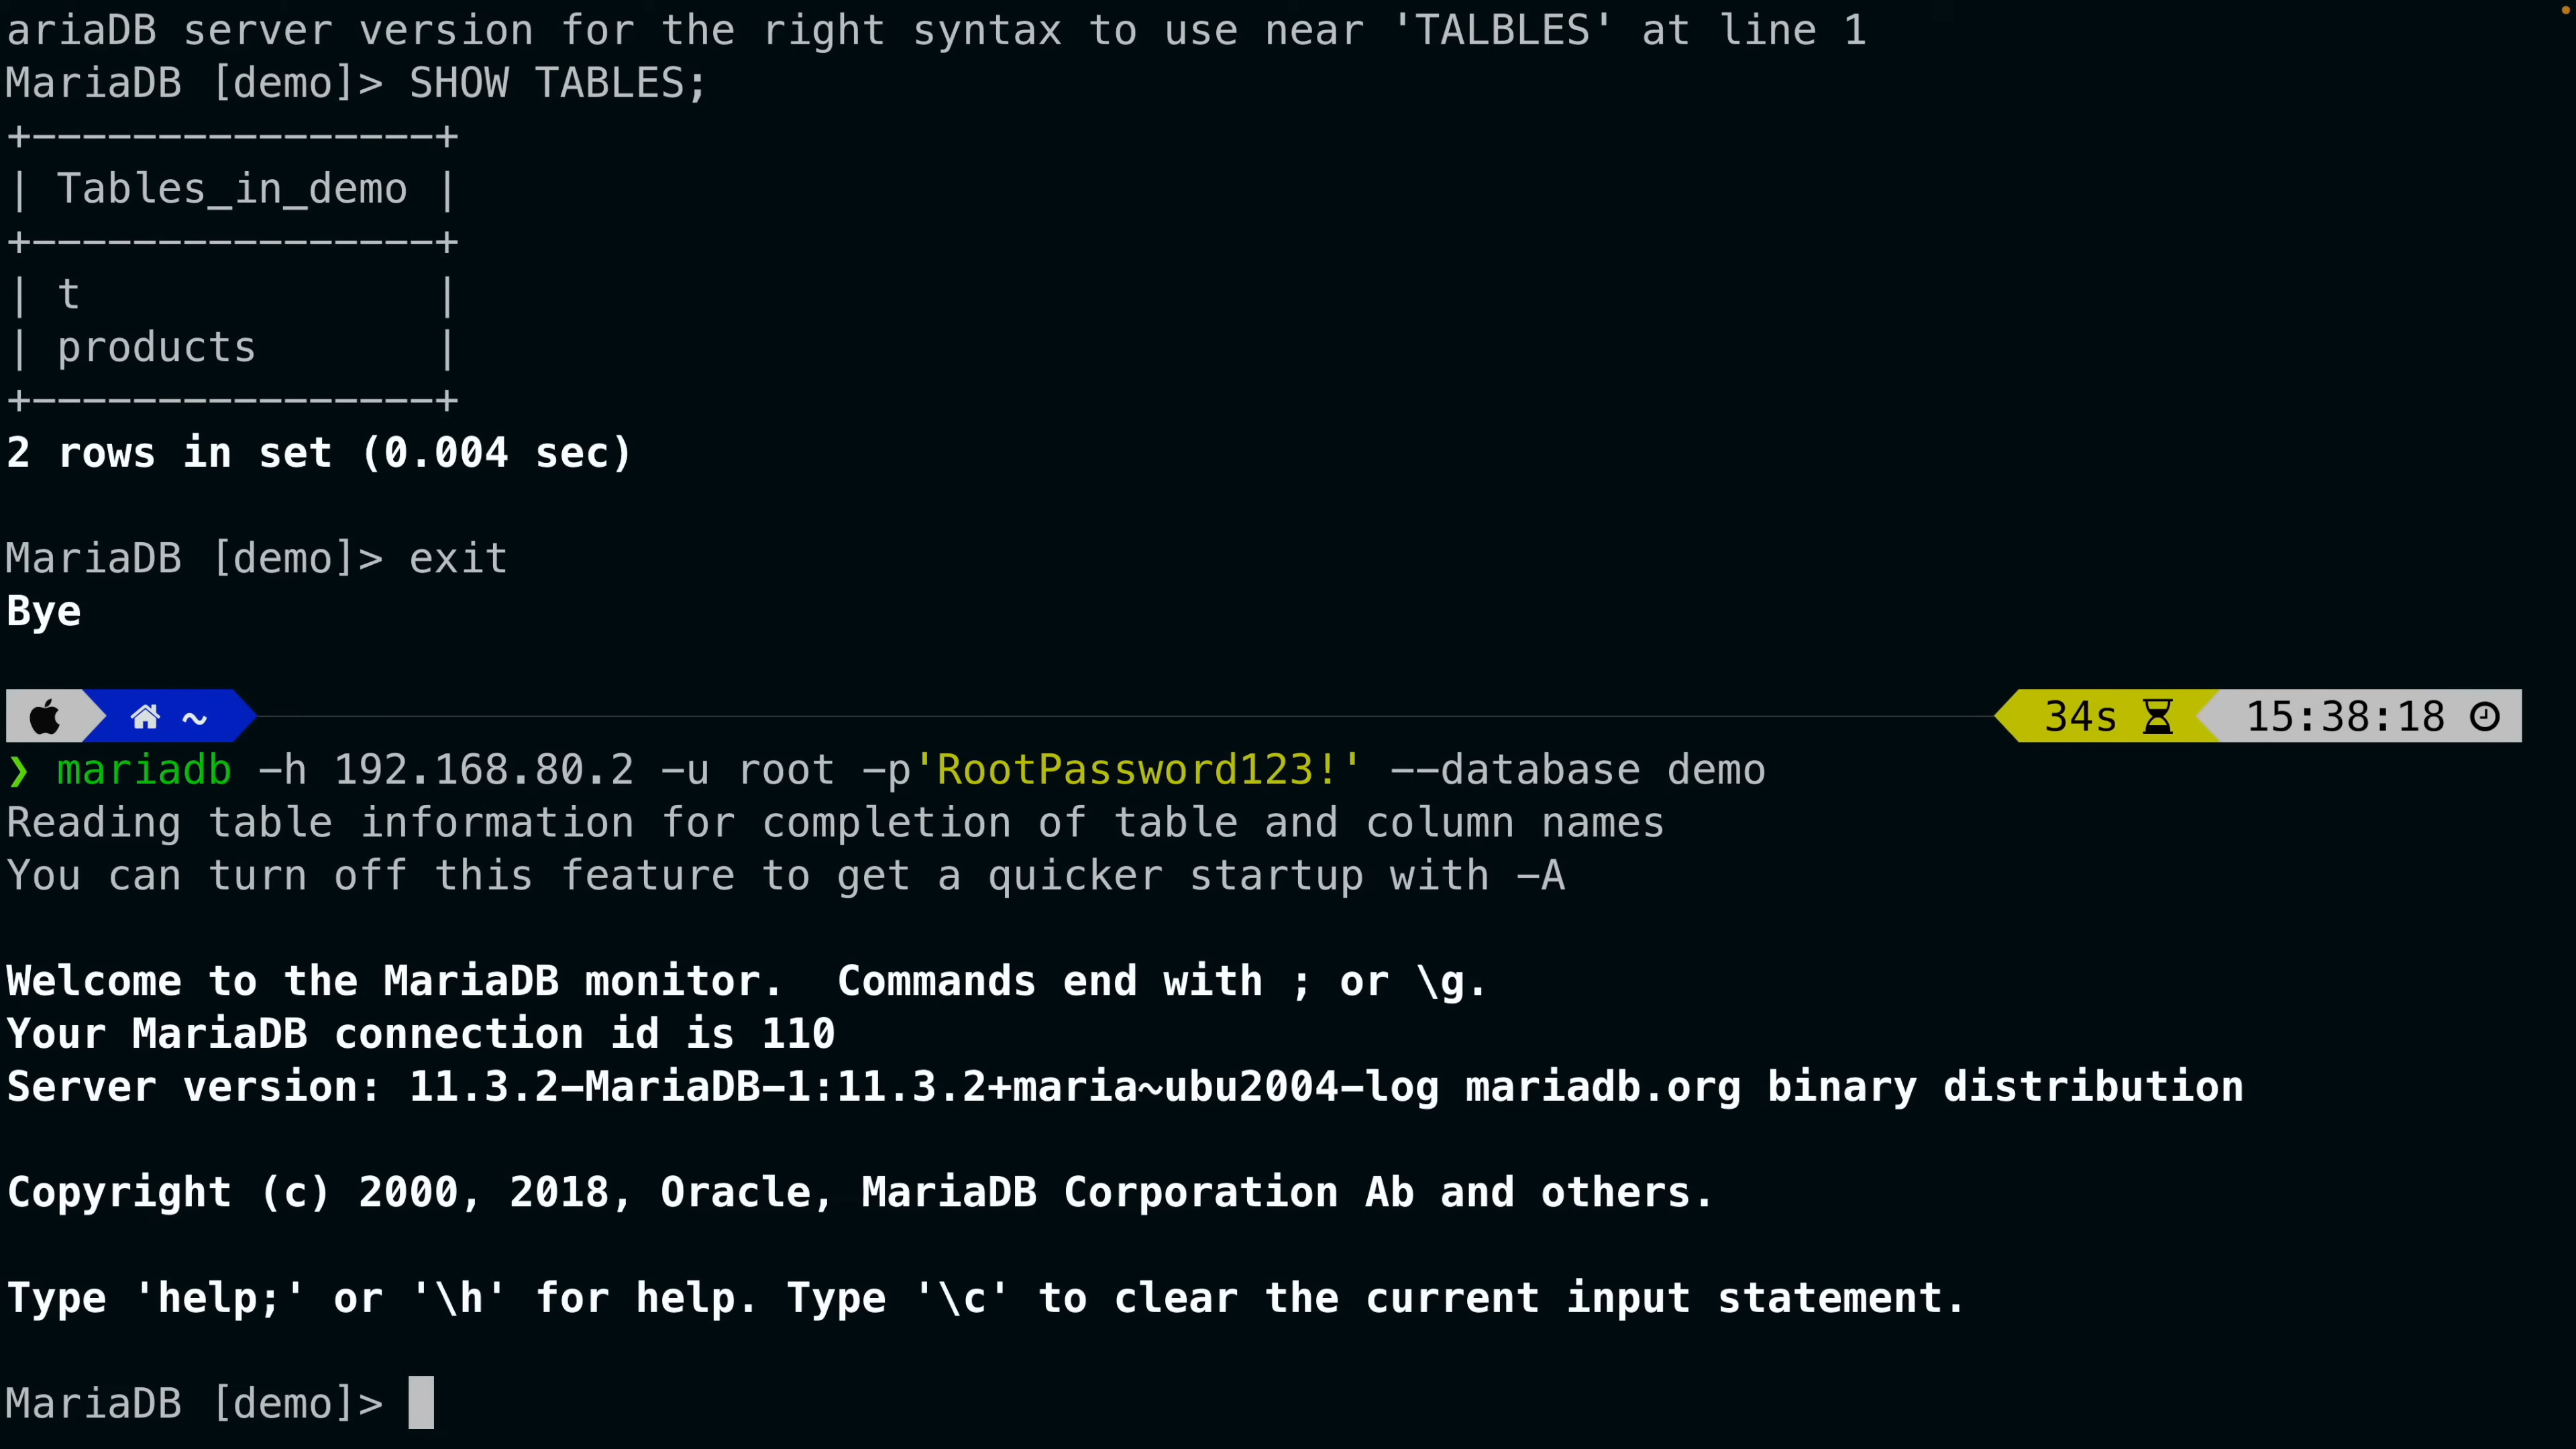 ariaDB server version for the right syntax to use near 'TALBLES' at line 1
MariaDB [demo]> SHOW TABLES;
+----------------+
| Tables_in_demo |
+----------------+
| t              |
| products       |
+----------------+
2 rows in set (0.004 sec)
MariaDB [demo]> exit
Bye
~ 34s 15:38:18
❯ mariadb -h 192.168.80.2 -u root -p'RootPassword123!' --database demo
Reading table information for completion of table and column names
You can turn off this feature to get a quicker startup with -A
Welcome to the MariaDB monitor.  Commands end with ; or \g.
Your MariaDB connection id is 110
Server version: 11.3.2-MariaDB-1:11.3.2+maria~ubu2004-log mariadb.org binary distribution
Copyright (c) 2000, 2018, Oracle, MariaDB Corporation Ab and others.
Type 'help;' or '\h' for help. Type '\c' to clear the current input statement.
MariaDB [demo]>